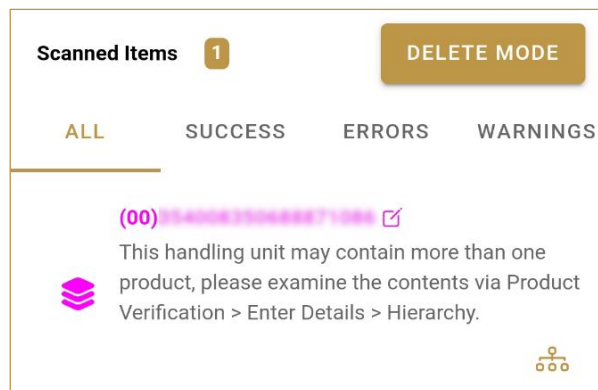 Scanned Items 1
DELETE MODE
ALL SUCCESS ERRORS WARNINGS
(00)
This handling unit may contain more than one
product, please examine the contents via Product
Verification > Enter Details > Hierarchy.